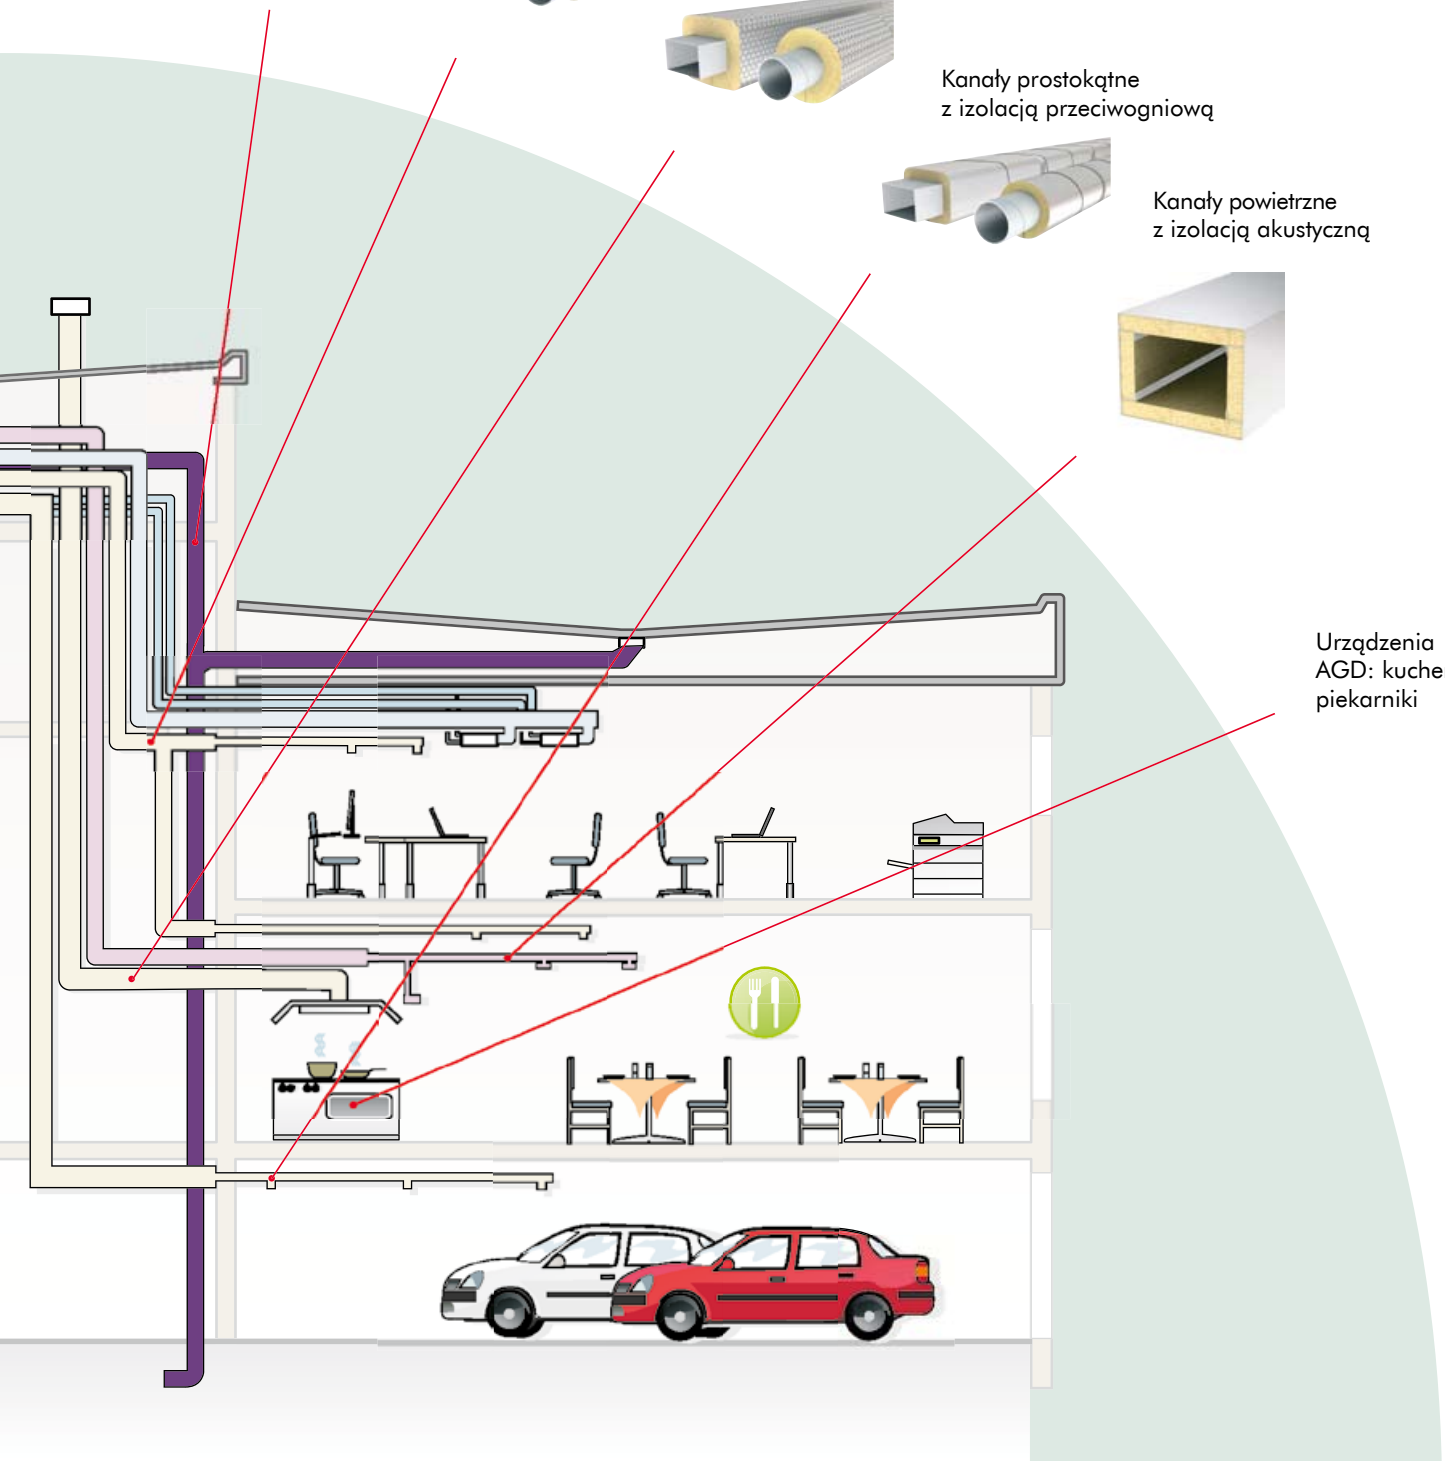 Kanały prostokątne
z izolacją przeciwogniową
Kanały powietrzne
z izolacją akustyczną
Urządzenia
AGD: kuche
piekarniki